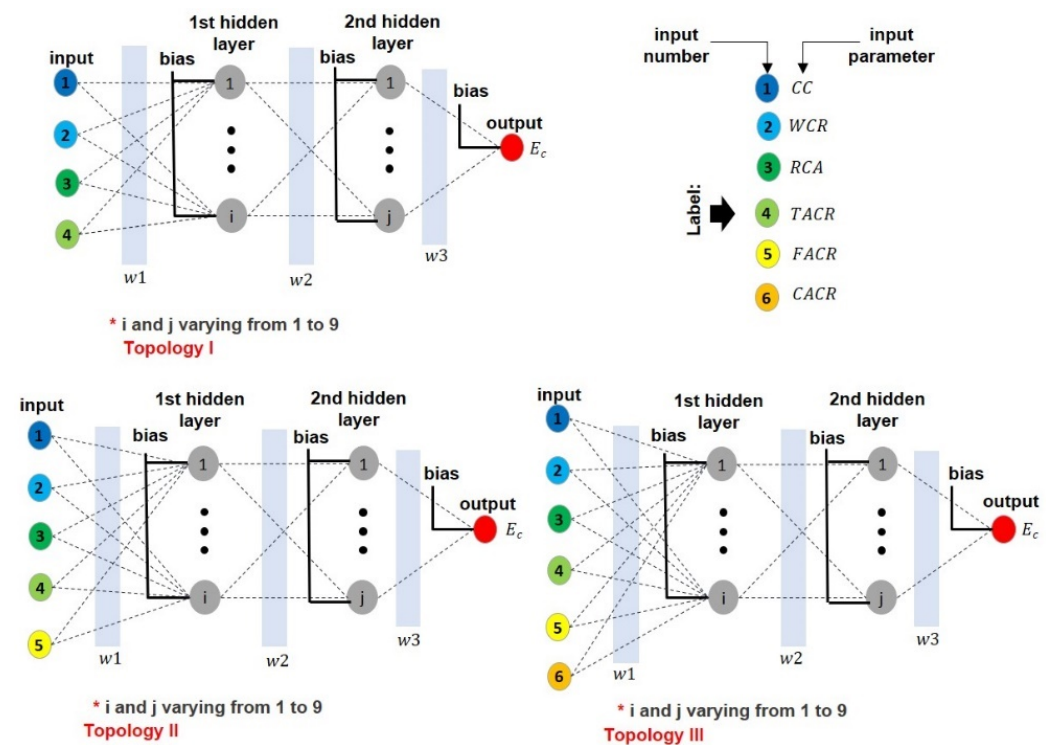 1st hidden
layer
2nd hidden
layer
input
bias
bias
bias
output
1
2
3
4
1
i
1
j
E_c
w1
w2
w3
* i and j varying from 1 to 9
Topology I
input
number
input
parameter
Label:
1 CC
2 WCR
3 RCA
4 TACR
5 FACR
6 CACR
input
1st hidden
layer
2nd hidden
layer
bias
bias
bias
output
1
2
3
4
5
1
i
1
j
E_c
w1
w2
w3
* i and j varying from 1 to 9
Topology II
input
1st hidden
layer
2nd hidden
layer
bias
bias
bias
output
1
2
3
4
5
6
1
i
1
j
E_c
w1
w2
w3
* i and j varying from 1 to 9
Topology III